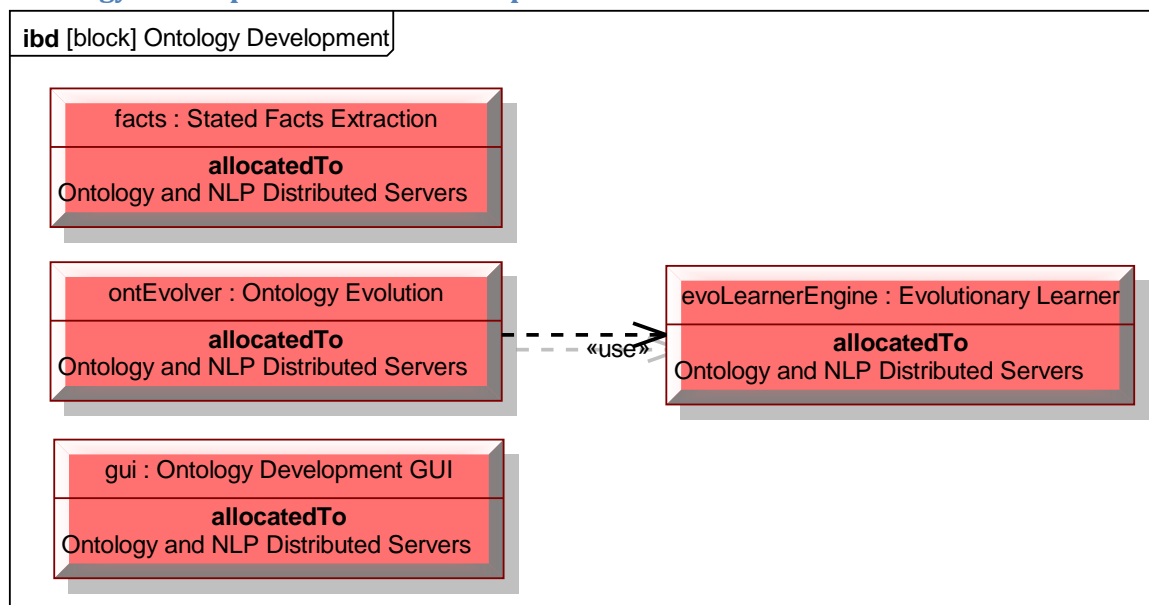 ibd [block] Ontology Development
facts : Stated Facts Extraction
allocatedTo
Ontology and NLP Distributed Servers
ontEvolver : Ontology Evolution
allocatedTo
Ontology and NLP Distributed Servers
«use»
evoLearnerEngine : Evolutionary Learner
allocatedTo
Ontology and NLP Distributed Servers
gui : Ontology Development GUI
allocatedTo
Ontology and NLP Distributed Servers